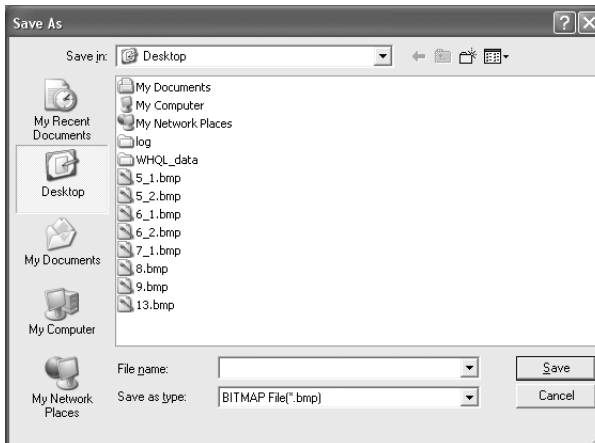 Save As
Save in: Desktop
My Recent
Documents
Desktop
My Documents
My Computer
My Network
Places
My Documents
My Computer
My Network Places
log
WHQL_data
5_1.bmp
5_2.bmp
6_1.bmp
6_2.bmp
7_1.bmp
8.bmp
9.bmp
13.bmp
File name:
Save
Save as type: BITMAP File(*.bmp)
Cancel